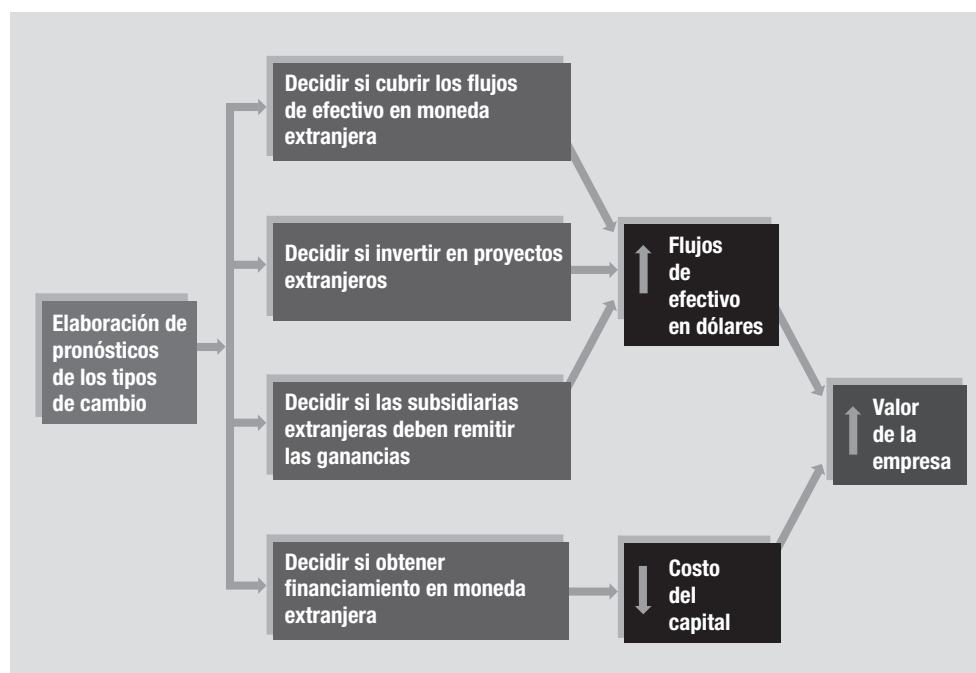 Elaboración de
pronósticos
de los tipos
de cambio
Decidir si cubrir los flujos
de efectivo en moneda
extranjera
Decidir si invertir en proyectos
extranjeros
Decidir si las subsidiarias
extranjeras deben remitir
las ganancias
Decidir si obtener
financiamiento en moneda
extranjera
Flujos
de
efectivo
en dólares
Costo
del
capital
Valor
de la
empresa